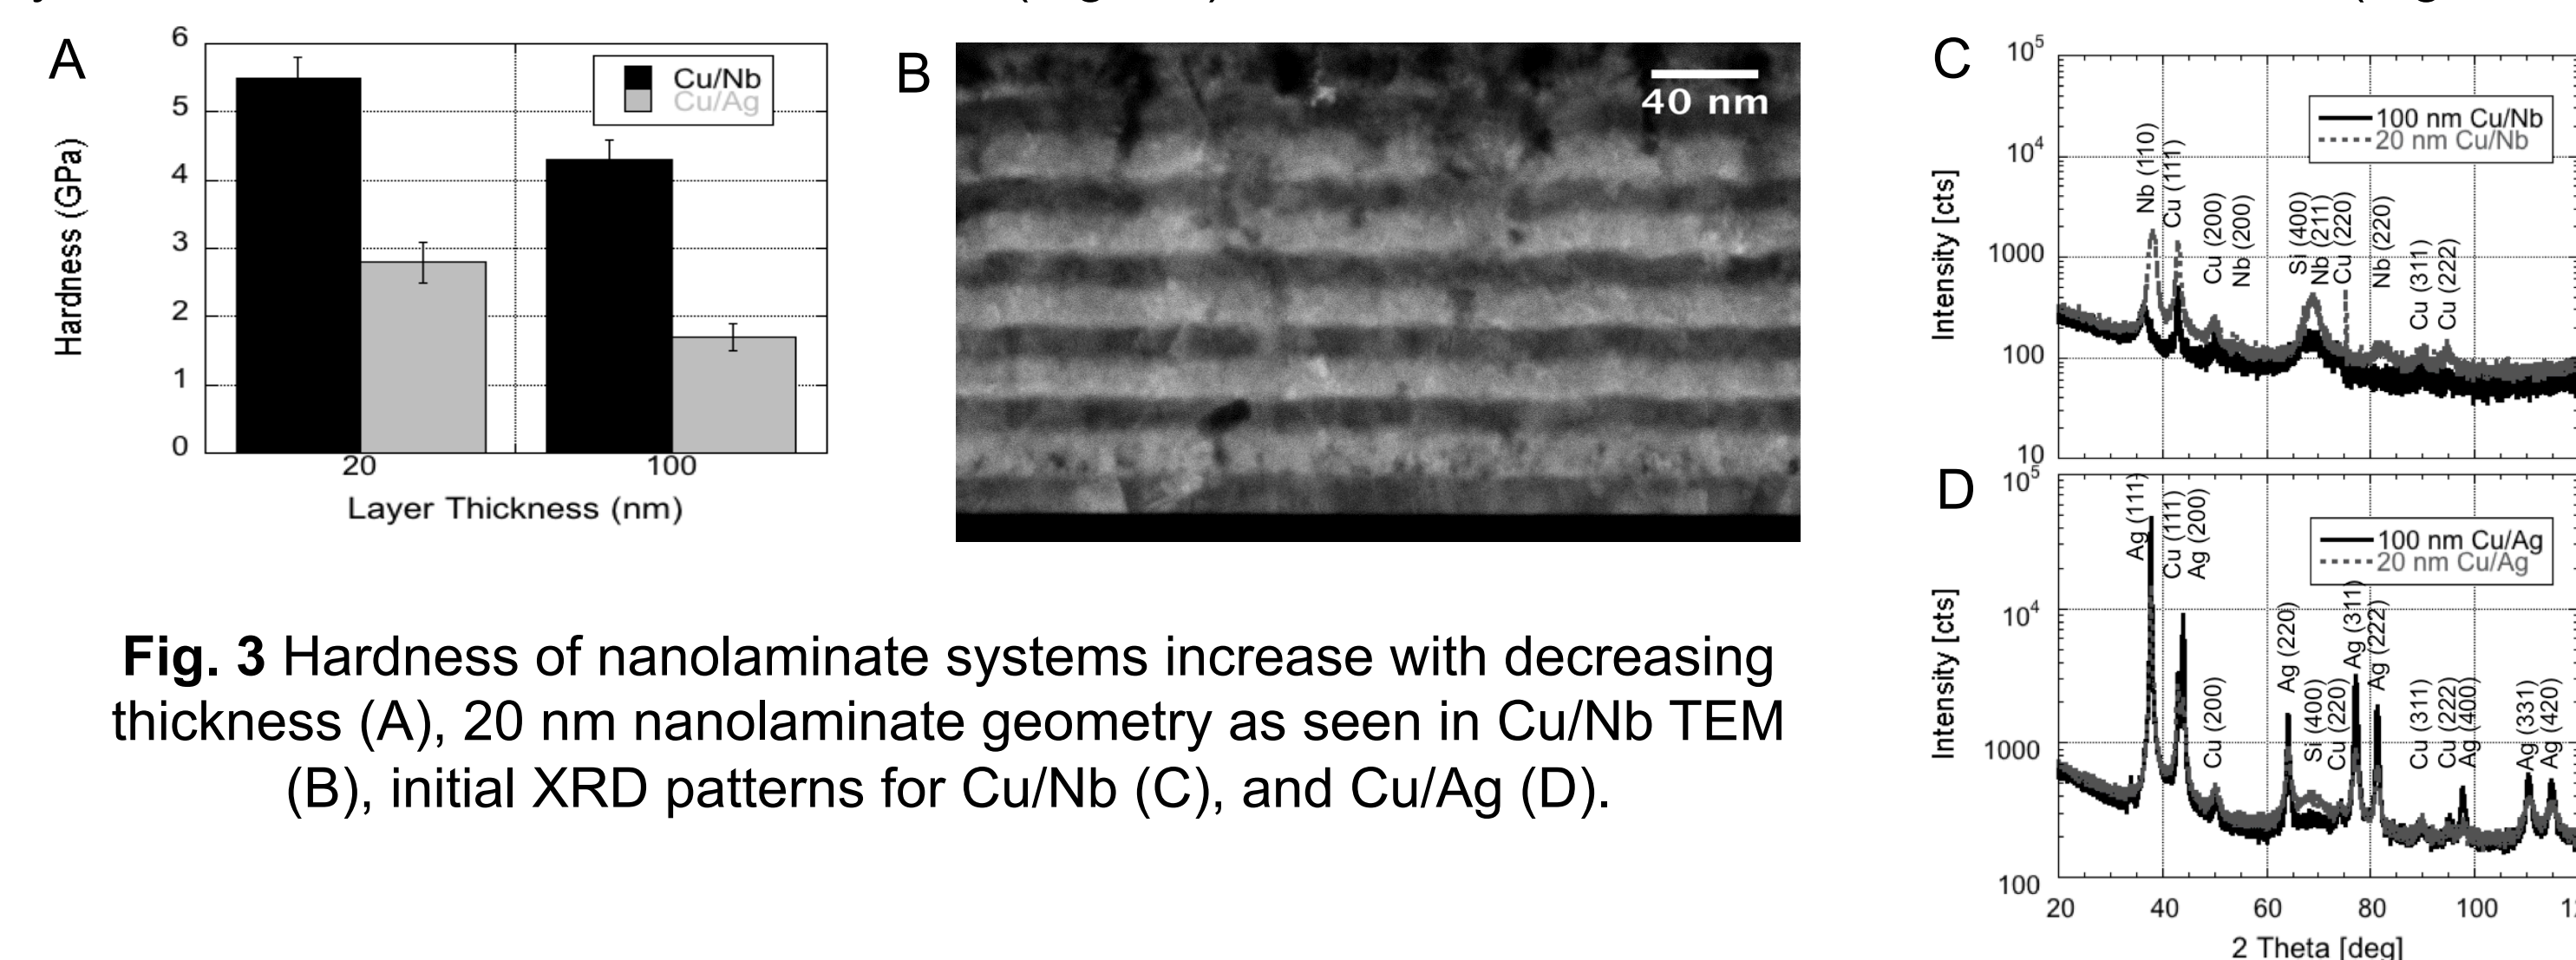 A
6
5
4
3
2
1
0
Hardness (GPa)
Cu/Nb
Cu/Ag
20
100
Layer Thickness (nm)
B
40 nm
C
10^5
10^4
1000
100
10
Intensity [cts]
100 nm Cu/Nb
20 nm Cu/Nb
Nb (110)
Cu (111)
Cu (200)
Nb (200)
Si (400)
Nb (211)
Cu (220)
Nb (220)
Cu (311)
Cu (222)
D
10^5
10^4
1000
100
Intensity [cts]
100 nm Cu/Ag
20 nm Cu/Ag
Ag (111)
Cu (111)
Ag (200)
Cu (200)
Ag (220)
Si (400)
Cu (220)
Ag (311)
Ag (222)
Cu (311)
Cu (222)
Ag (400)
Ag (331)
Ag (420)
20
40
60
80
100
2 Theta [deg]
Fig. 3 Hardness of nanolaminate systems increase with decreasing
thickness (A), 20 nm nanolaminate geometry as seen in Cu/Nb TEM
(B), initial XRD patterns for Cu/Nb (C), and Cu/Ag (D).